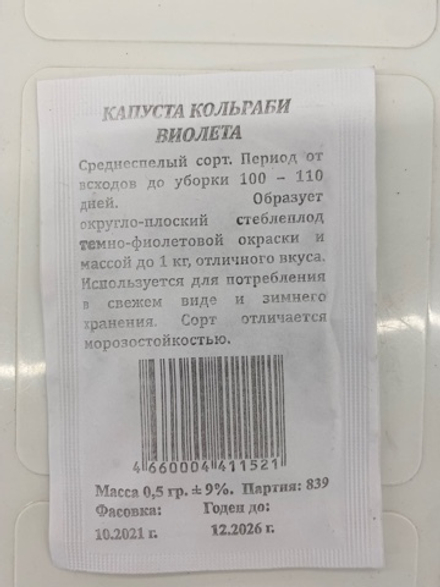 КАПУСТА КОЛЬРАБИ
ВИОЛЕТА
Среднеспелый сорт. Период от
всходов до уборки 100 – 110
дней. Образует
округло-плоский стеблеплод
темно-фиолетовой окраски и
массой до 1 кг, отличного вкуса.
Используется для потребления
в свежем виде и зимнего
хранения. Сорт отличается
морозостойкостью.
4 660004 411521
Масса 0,5 гр. ± 9%. Партия: 839
Фасовка: Годен до:
10.2021 г. 12.2026 г.